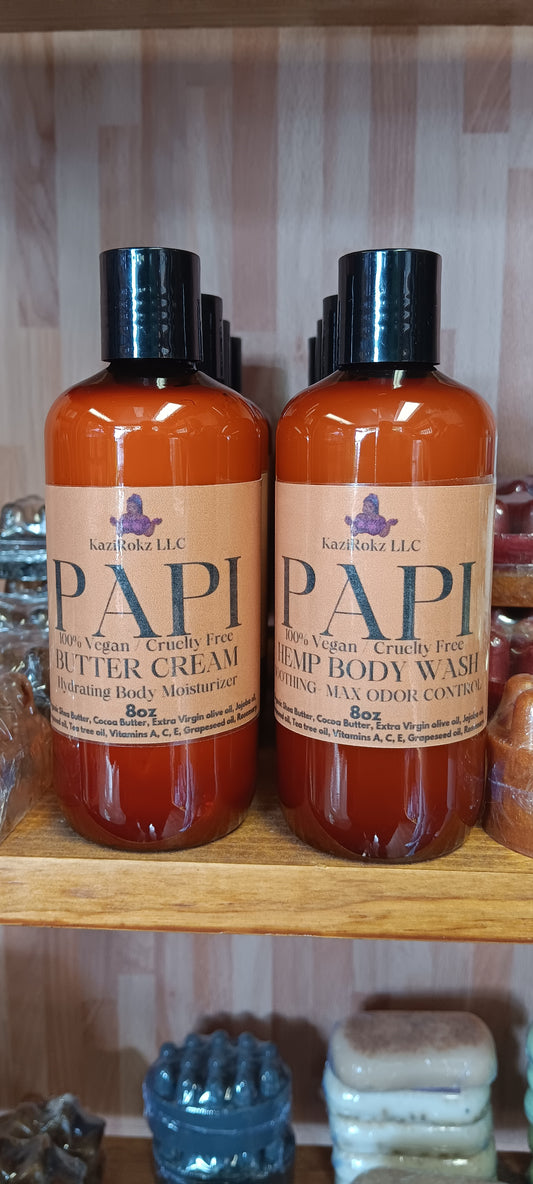 KaziRokz LLC
PAPI
100% Vegan / Cruelty Free
BUTTER CREAM
Hydrating Body Moisturizer
8oz
Shea Butter, Cocoa Butter, Extra Virgin olive oil, Jojoba oil,
oil, Tea tree oil, Vitamins A, C, E, Grapeseed oil, Rosemary
KaziRokz LLC
PAPI
100% Vegan / Cruelty Free
HEMP BODY WASH
MAX ODOR CONTROL
8oz
Shea Butter, Cocoa Butter, Extra Virgin olive oil, Jojoba oil,
oil, Tea tree oil, Vitamins A, C, E, Grapeseed oil,